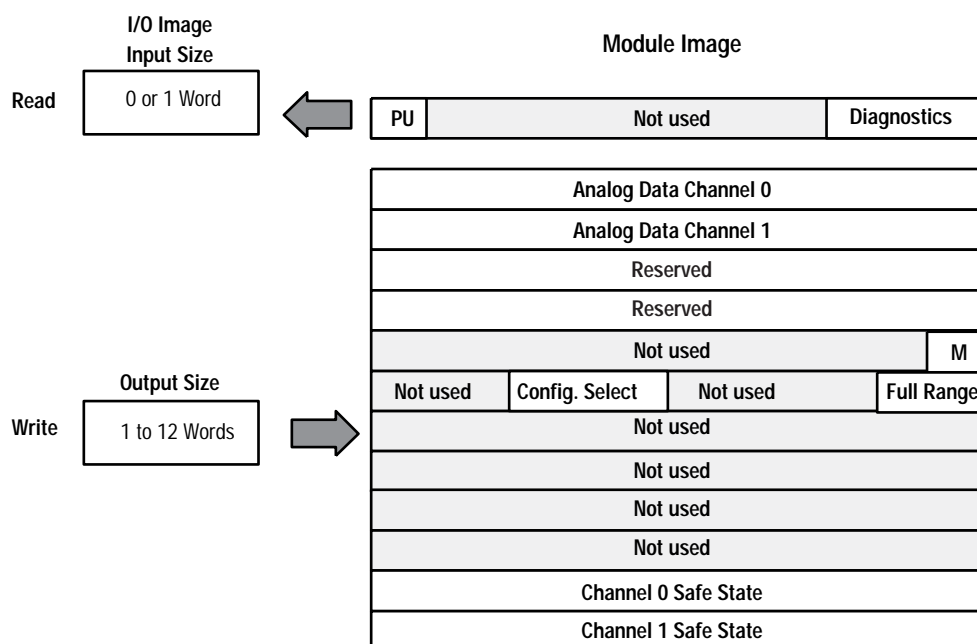 I/O Image
Input Size
Module Image
Read
0 or 1 Word
PU
Not used
Diagnostics
Analog Data Channel 0
Analog Data Channel 1
Reserved
Reserved
Not used
M
Output Size
Not used
Config. Select
Not used
Full Range
Write
1 to 12 Words
Not used
Not used
Not used
Not used
Channel 0 Safe State
Channel 1 Safe State